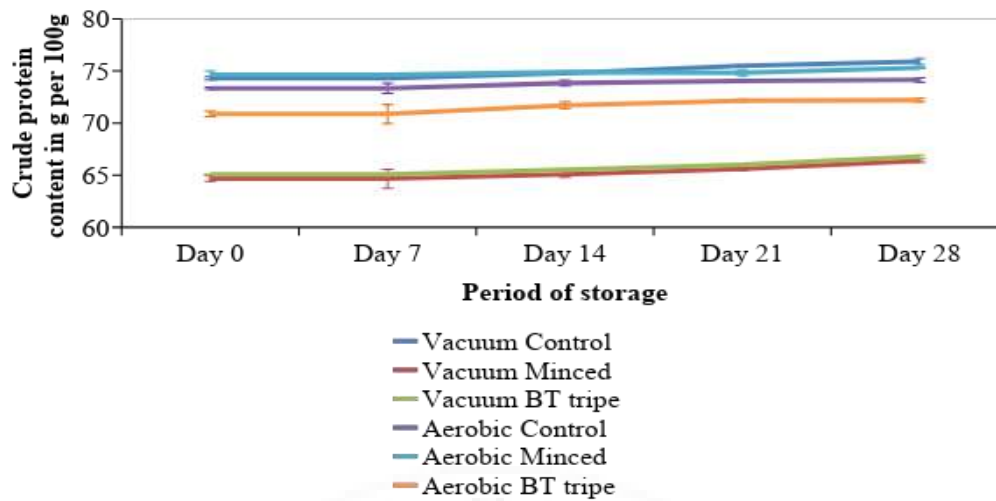 Crude protein
content in g per 100g
80
75
70
65
60
Day 0 Day 7 Day 14 Day 21 Day 28
Period of storage
Vacuum Control
Vacuum Minced
Vacuum BT tripe
Aerobic Control
Aerobic Minced
Aerobic BT tripe